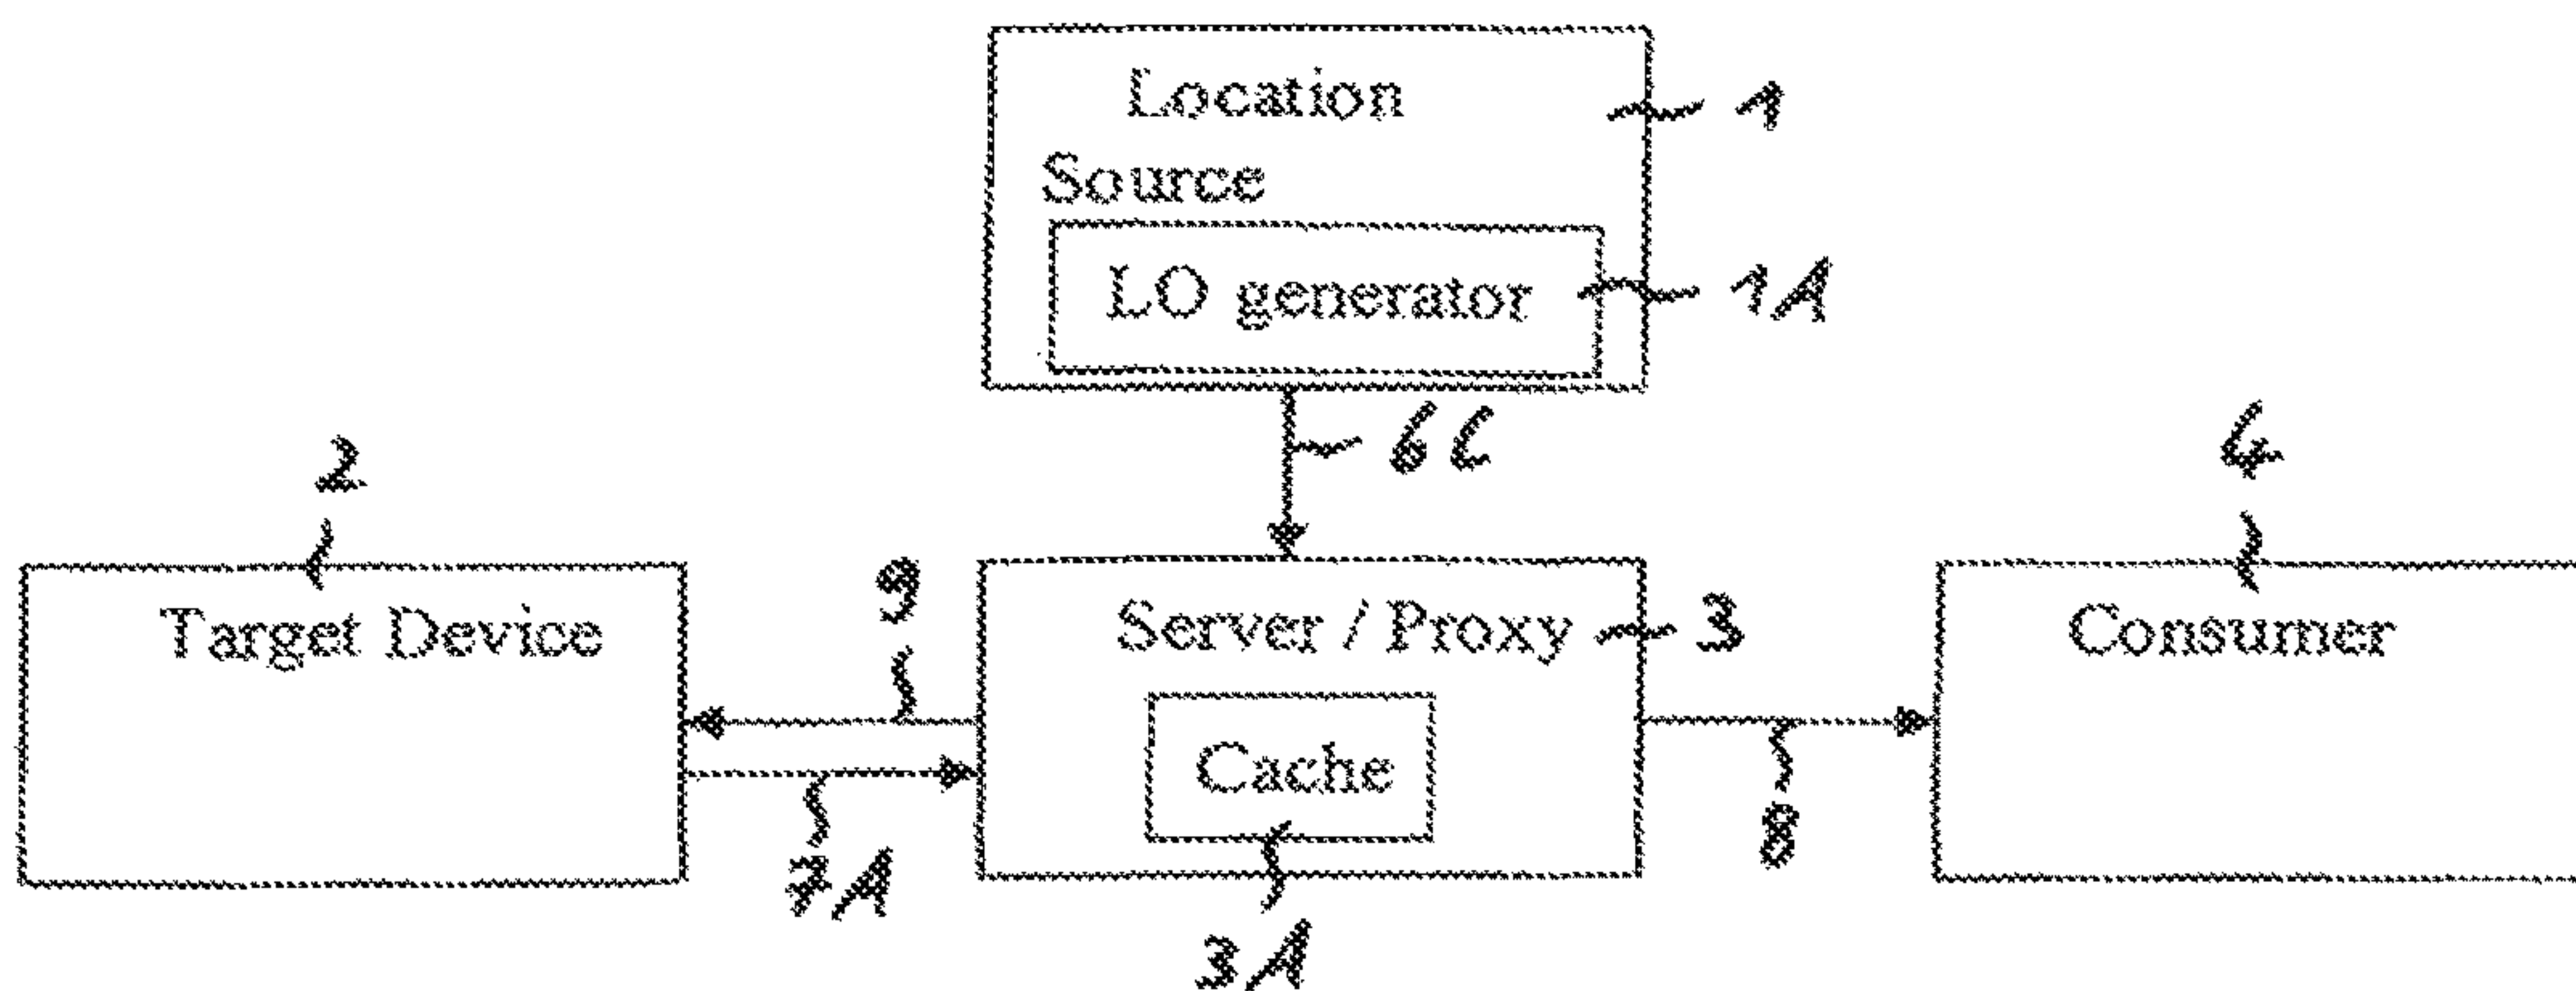 Location
1
Source
LO generator
1A
6C
2
4
9
Target Device
Server / Proxy
3
Consumer
Cache
7A
8
3A